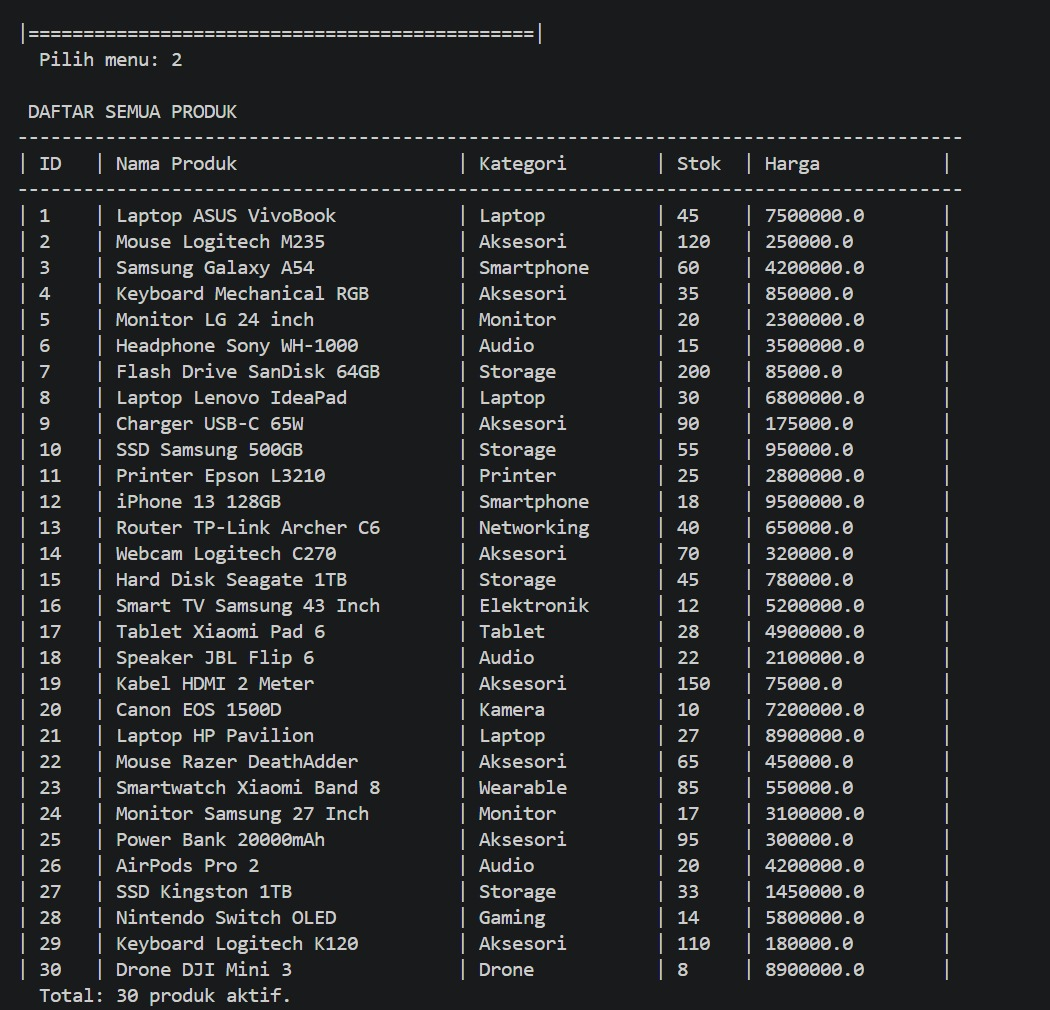 |==============================================|
Pilih menu: 2
DAFTAR SEMUA PRODUK
--------------------------------------------------------------------------------------
| ID   | Nama Produk                    | Kategori        | Stok  | Harga           |
--------------------------------------------------------------------------------------
| 1    | Laptop ASUS VivoBook           | Laptop          | 45    | 7500000.0       |
| 2    | Mouse Logitech M235            | Aksesori        | 120   | 250000.0        |
| 3    | Samsung Galaxy A54             | Smartphone      | 60    | 4200000.0       |
| 4    | Keyboard Mechanical RGB        | Aksesori        | 35    | 850000.0        |
| 5    | Monitor LG 24 inch             | Monitor         | 20    | 2300000.0       |
| 6    | Headphone Sony WH-1000         | Audio           | 15    | 3500000.0       |
| 7    | Flash Drive SanDisk 64GB       | Storage         | 200   | 85000.0         |
| 8    | Laptop Lenovo IdeaPad          | Laptop          | 30    | 6800000.0       |
| 9    | Charger USB-C 65W              | Aksesori        | 90    | 175000.0        |
| 10   | SSD Samsung 500GB              | Storage         | 55    | 950000.0        |
| 11   | Printer Epson L3210            | Printer         | 25    | 2800000.0       |
| 12   | iPhone 13 128GB                | Smartphone      | 18    | 9500000.0       |
| 13   | Router TP-Link Archer C6       | Networking      | 40    | 650000.0        |
| 14   | Webcam Logitech C270           | Aksesori        | 70    | 320000.0        |
| 15   | Hard Disk Seagate 1TB          | Storage         | 45    | 780000.0        |
| 16   | Smart TV Samsung 43 Inch       | Elektronik      | 12    | 5200000.0       |
| 17   | Tablet Xiaomi Pad 6            | Tablet          | 28    | 4900000.0       |
| 18   | Speaker JBL Flip 6             | Audio           | 22    | 2100000.0       |
| 19   | Kabel HDMI 2 Meter             | Aksesori        | 150   | 75000.0         |
| 20   | Canon EOS 1500D                | Kamera          | 10    | 7200000.0       |
| 21   | Laptop HP Pavilion             | Laptop          | 27    | 8900000.0       |
| 22   | Mouse Razer DeathAdder         | Aksesori        | 65    | 450000.0        |
| 23   | Smartwatch Xiaomi Band 8       | Wearable        | 85    | 550000.0        |
| 24   | Monitor Samsung 27 Inch        | Monitor         | 17    | 3100000.0       |
| 25   | Power Bank 20000mAh            | Aksesori        | 95    | 300000.0        |
| 26   | AirPods Pro 2                  | Audio           | 20    | 4200000.0       |
| 27   | SSD Kingston 1TB               | Storage         | 33    | 1450000.0       |
| 28   | Nintendo Switch OLED           | Gaming          | 14    | 5800000.0       |
| 29   | Keyboard Logitech K120         | Aksesori        | 110   | 180000.0        |
| 30   | Drone DJI Mini 3               | Drone           | 8     | 8900000.0       |
Total: 30 produk aktif.